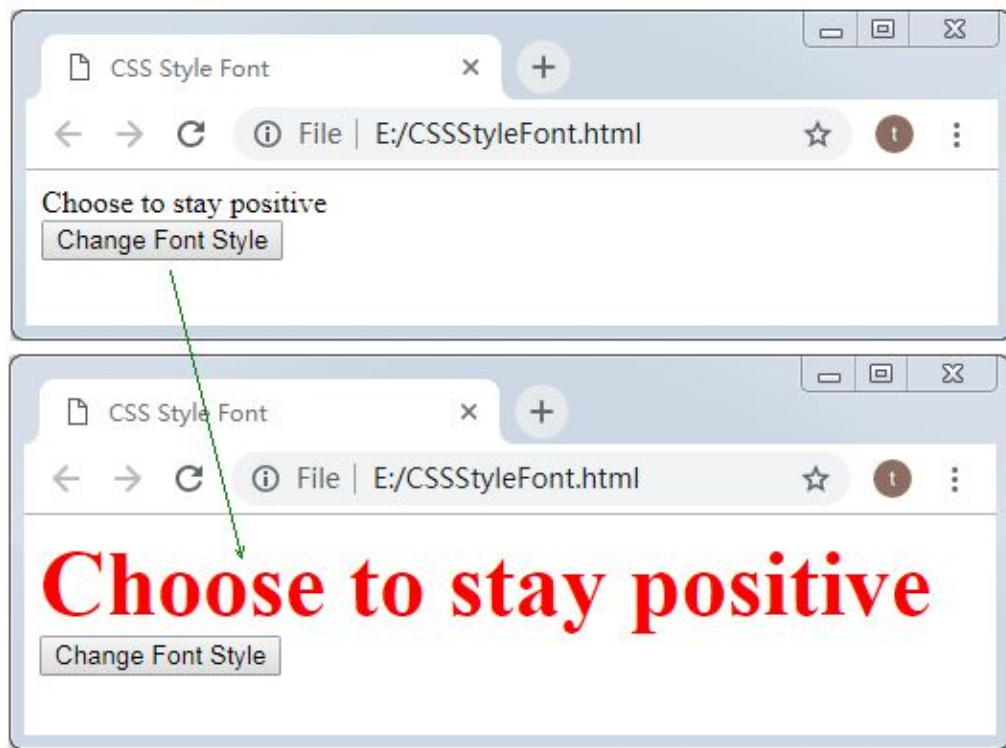 CSS Style Font
File E:/CSSStyleFont.html t
Choose to stay positive
Change Font Style
CSS Style Font
File E:/CSSStyleFont.html t
Choose to stay positive
Change Font Style